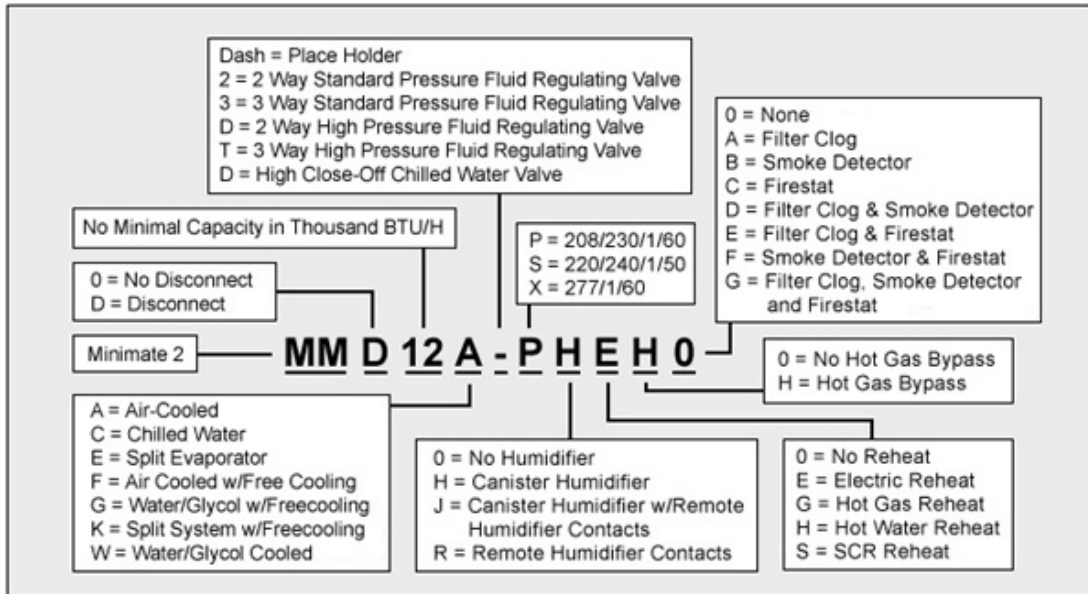 Dash = Place Holder
2 = 2 Way Standard Pressure Fluid Regulating Valve
3 = 3 Way Standard Pressure Fluid Regulating Valve
D = 2 Way High Pressure Fluid Regulating Valve
T = 3 Way High Pressure Fluid Regulating Valve
D = High Close-Off Chilled Water Valve
0 = None
A = Filter Clog
B = Smoke Detector
C = Firestat
D = Filter Clog & Smoke Detector
E = Filter Clog & Firestat
F = Smoke Detector & Firestat
G = Filter Clog, Smoke Detector
and Firestat
No Minimal Capacity in Thousand BTU/H
P = 208/230/1/60
S = 220/240/1/50
X = 277/1/60
0 = No Disconnect
D = Disconnect
Minimate 2
MM D 12 A - P H E H 0
0 = No Hot Gas Bypass
H = Hot Gas Bypass
A = Air-Cooled
C = Chilled Water
E = Split Evaporator
F = Air Cooled w/Free Cooling
G = Water/Glycol w/Freecooling
K = Split System w/Freecooling
W = Water/Glycol Cooled
0 = No Humidifier
H = Canister Humidifier
J = Canister Humidifier w/Remote
Humidifier Contacts
R = Remote Humidifier Contacts
0 = No Reheat
E = Electric Reheat
G = Hot Gas Reheat
H = Hot Water Reheat
S = SCR Reheat